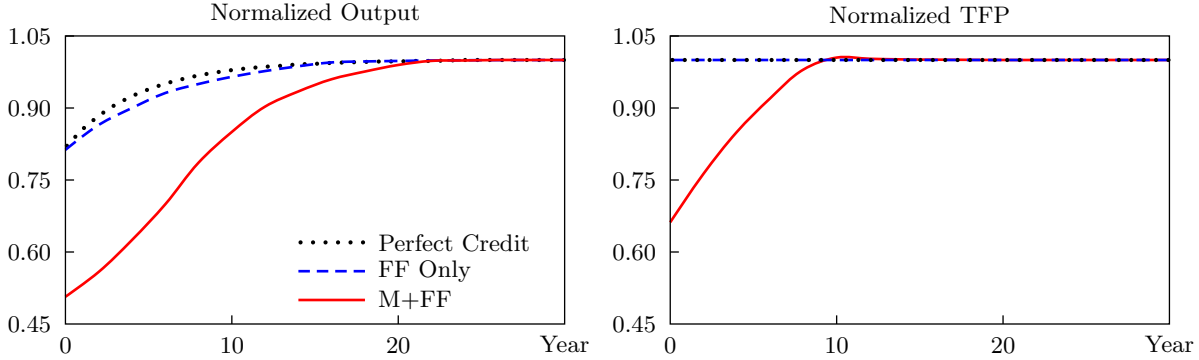 Normalized Output
1.05
0.90
0.75
0.60
0.45
0
10
20
Year
Perfect Credit
FF Only
M+FF
Normalized TFP
1.05
0.90
0.75
0.60
0.45
0
10
20
Year